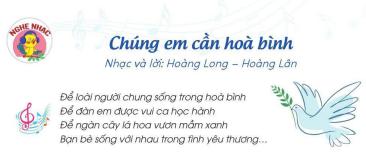 NGHE NHẠC
Chúng em cần hoà bình
Nhạc và lời: Hoàng Long – Hoàng Lân
Để loài người chung sống trong hoà bình
Để đàn em được vui ca học hành
Để ngàn cây lá hoa vươn mầm xanh
Bạn bè sống với nhau trong tình yêu thương...